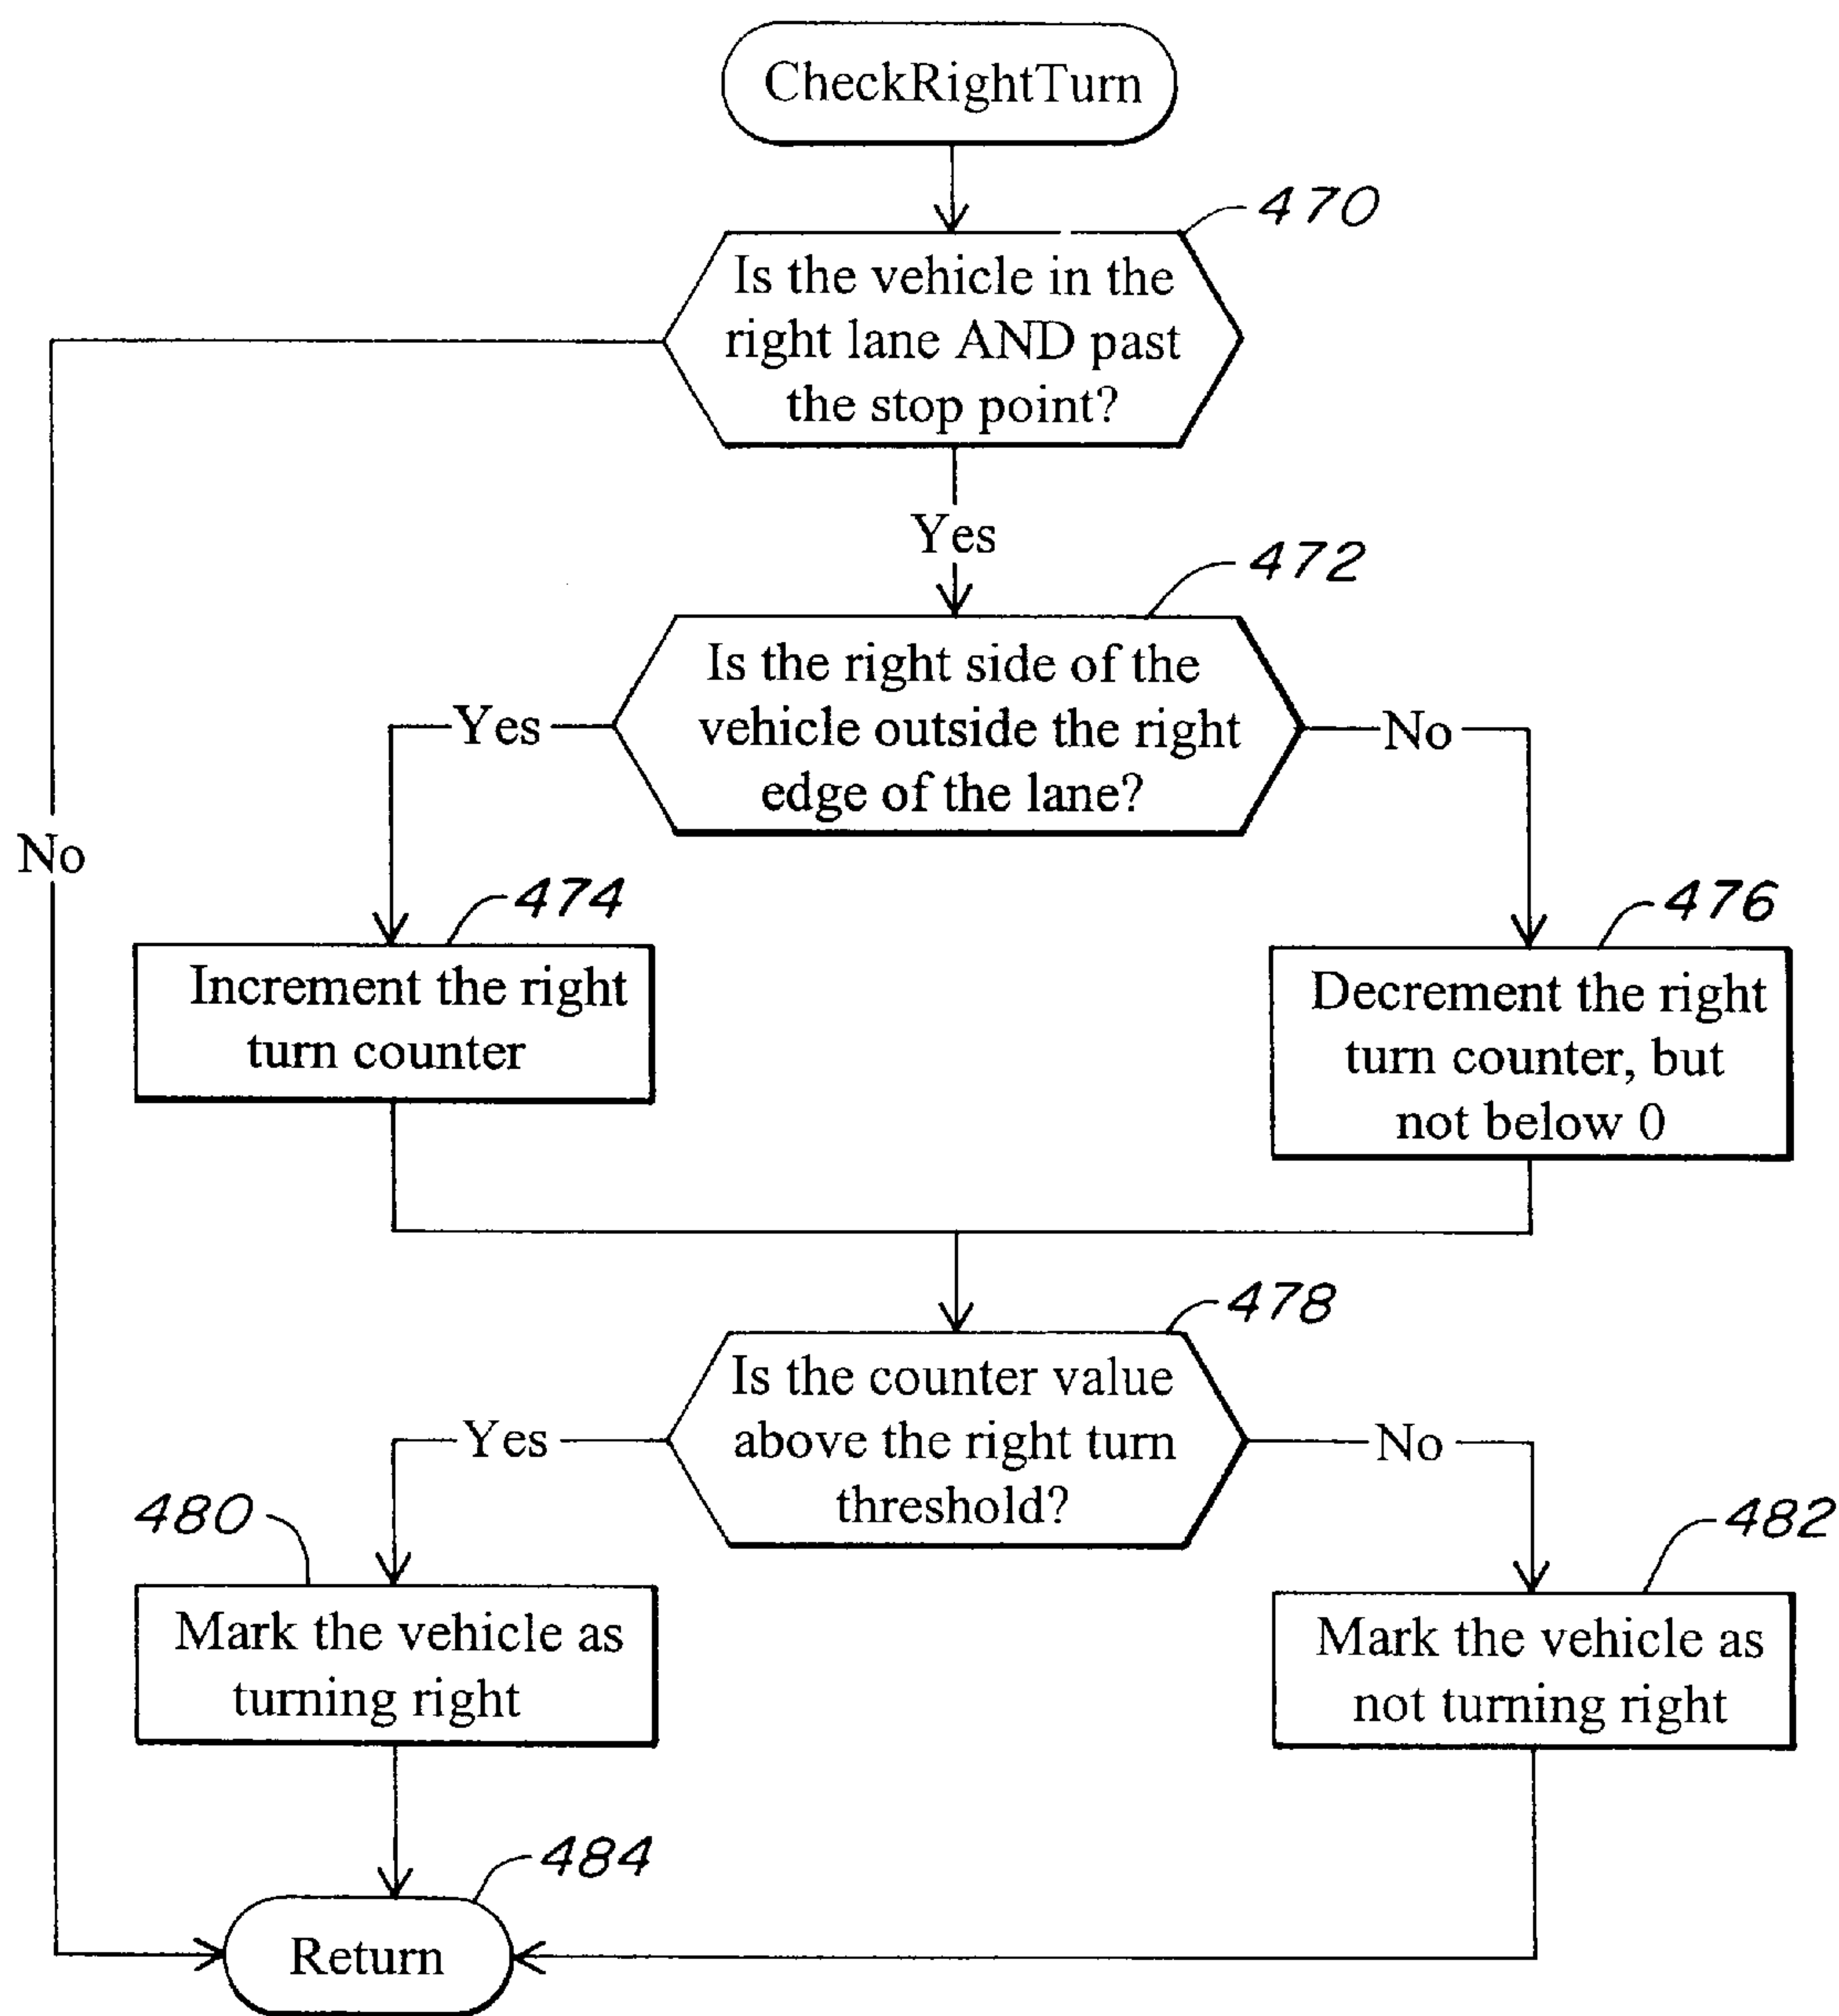 CheckRightTurn
470
Is the vehicle in the
right lane AND past
the stop point?
Yes
472
Is the right side of the
vehicle outside the right
edge of the lane?
Yes
No
No
474
Increment the right
turn counter
476
Decrement the right
turn counter, but
not below 0
478
Is the counter value
above the right turn
threshold?
Yes
No
480
Mark the vehicle as
turning right
482
Mark the vehicle as
not turning right
484
Return